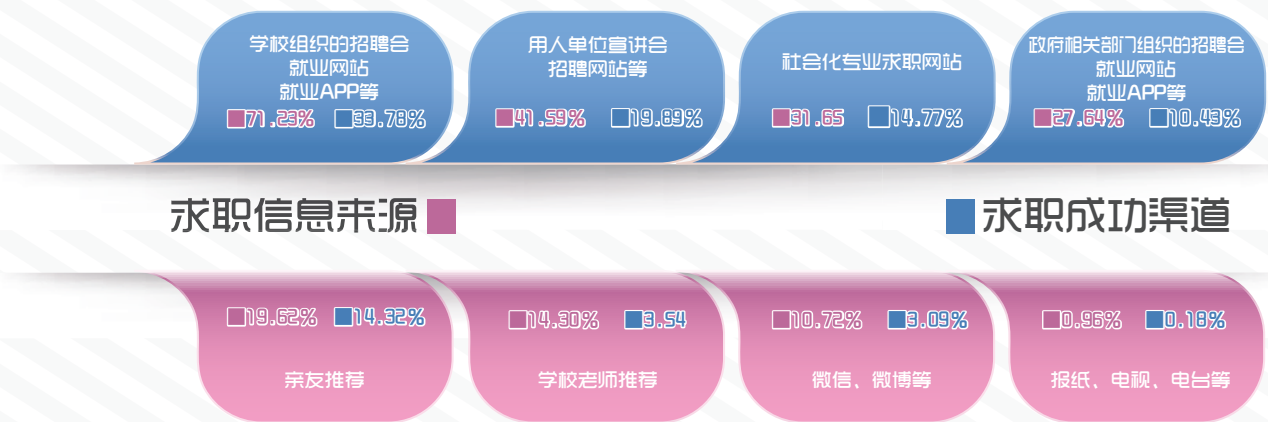 学校组织的招聘会
就业网站
就业APP等
71.23% 33.78%
用人单位宣讲会
招聘网站等
41.59% 19.89%
社会化专业求职网站
31.65 14.77%
政府相关部门组织的招聘会
就业网站
就业APP等
27.64% 10.43%
求职信息来源
求职成功渠道
19.62% 14.32%
亲友推荐
14.30% 3.54
学校老师推荐
10.72% 3.09%
微信、微博等
0.96% 0.18%
报纸、电视、电台等